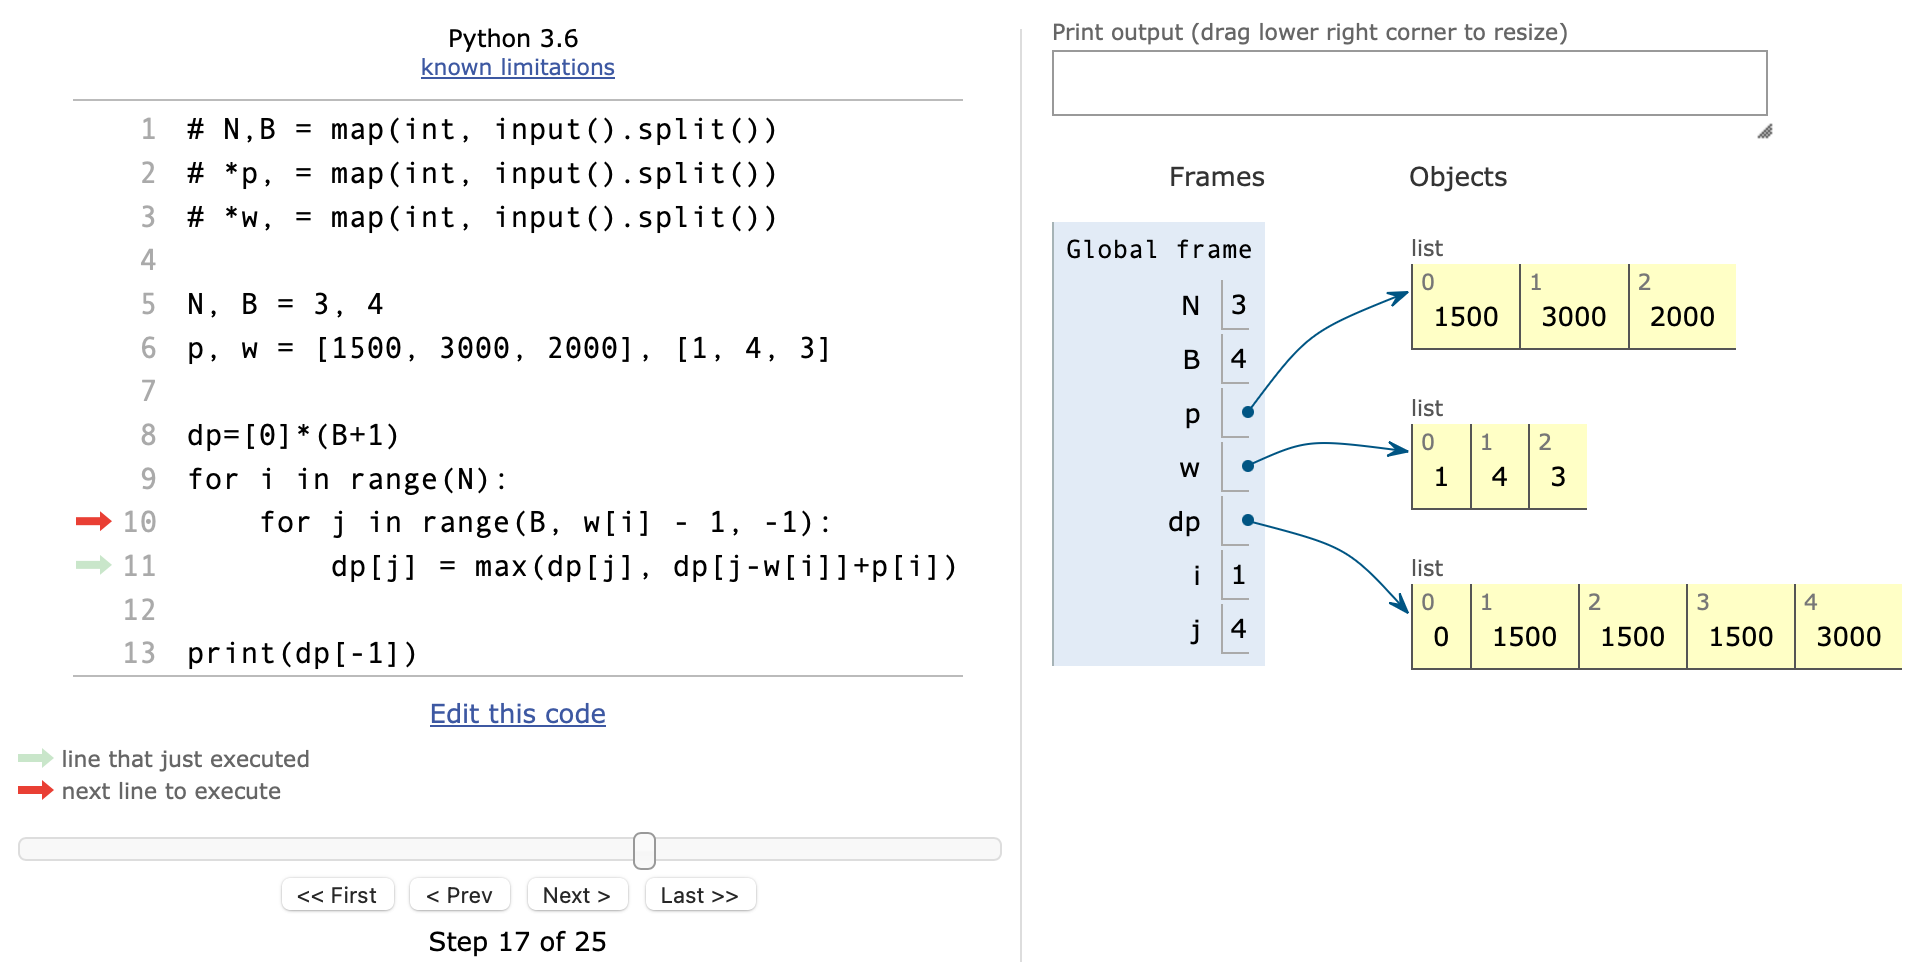 Python 3.6
known limitations
1 # N,B = map(int, input().split())
2 # *p, = map(int, input().split())
3 # *w, = map(int, input().split())
4
5 N, B = 3, 4
6 p, w = [1500, 3000, 2000], [1, 4, 3]
7
8 dp=[0]*(B+1)
9 for i in range(N):
10     for j in range(B, w[i] - 1, -1):
11         dp[j] = max(dp[j], dp[j-w[i]]+p[i])
12
13 print(dp[-1])
Edit this code
line that just executed
next line to execute
<< First < Prev Next > Last >>
Step 17 of 25
Print output (drag lower right corner to resize)
Frames Objects
Global frame
N 3
B 4
p
w
dp
i 1
j 4
list
0 1 2
1500 3000 2000
list
0 1 2
1 4 3
list
0 1 2 3 4
0 1500 1500 1500 3000